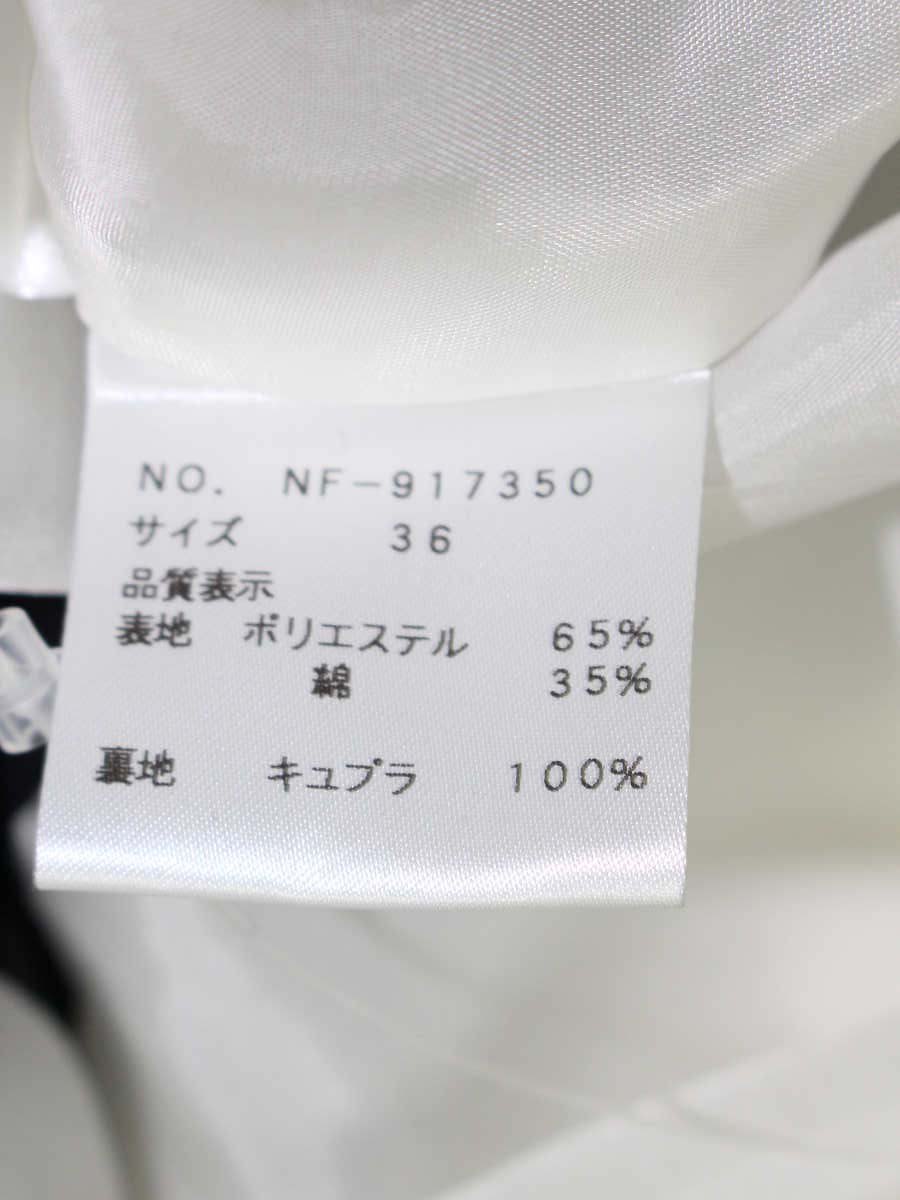 NO. NF-917350
サイズ 36
品質表示
表地 ポリエステル 65%
綿 35%
裏地 キュプラ 100%